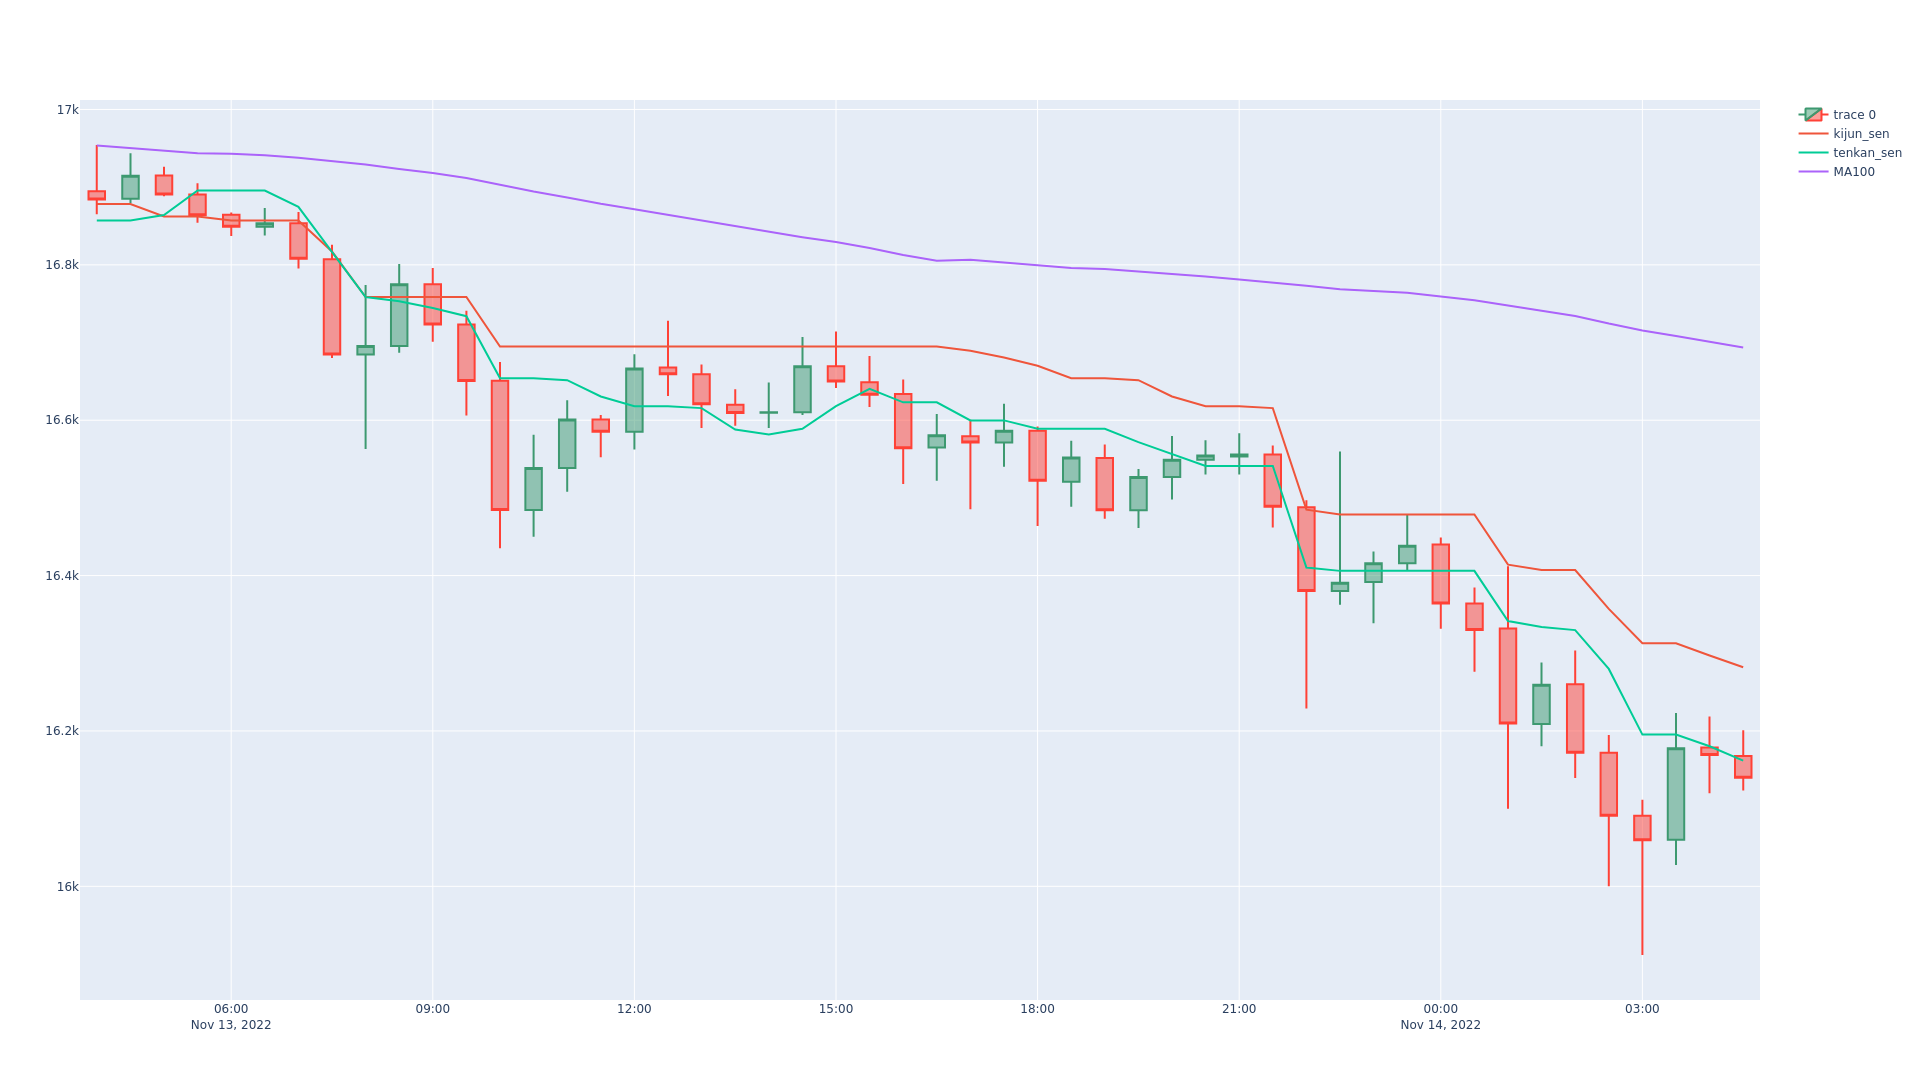 17k
16.8k
16.6k
16.4k
16.2k
16k
06:00
Nov 13, 2022
09:00
12:00
15:00
18:00
21:00
00:00
Nov 14, 2022
03:00
trace 0
kijun_sen
tenkan_sen
MA100